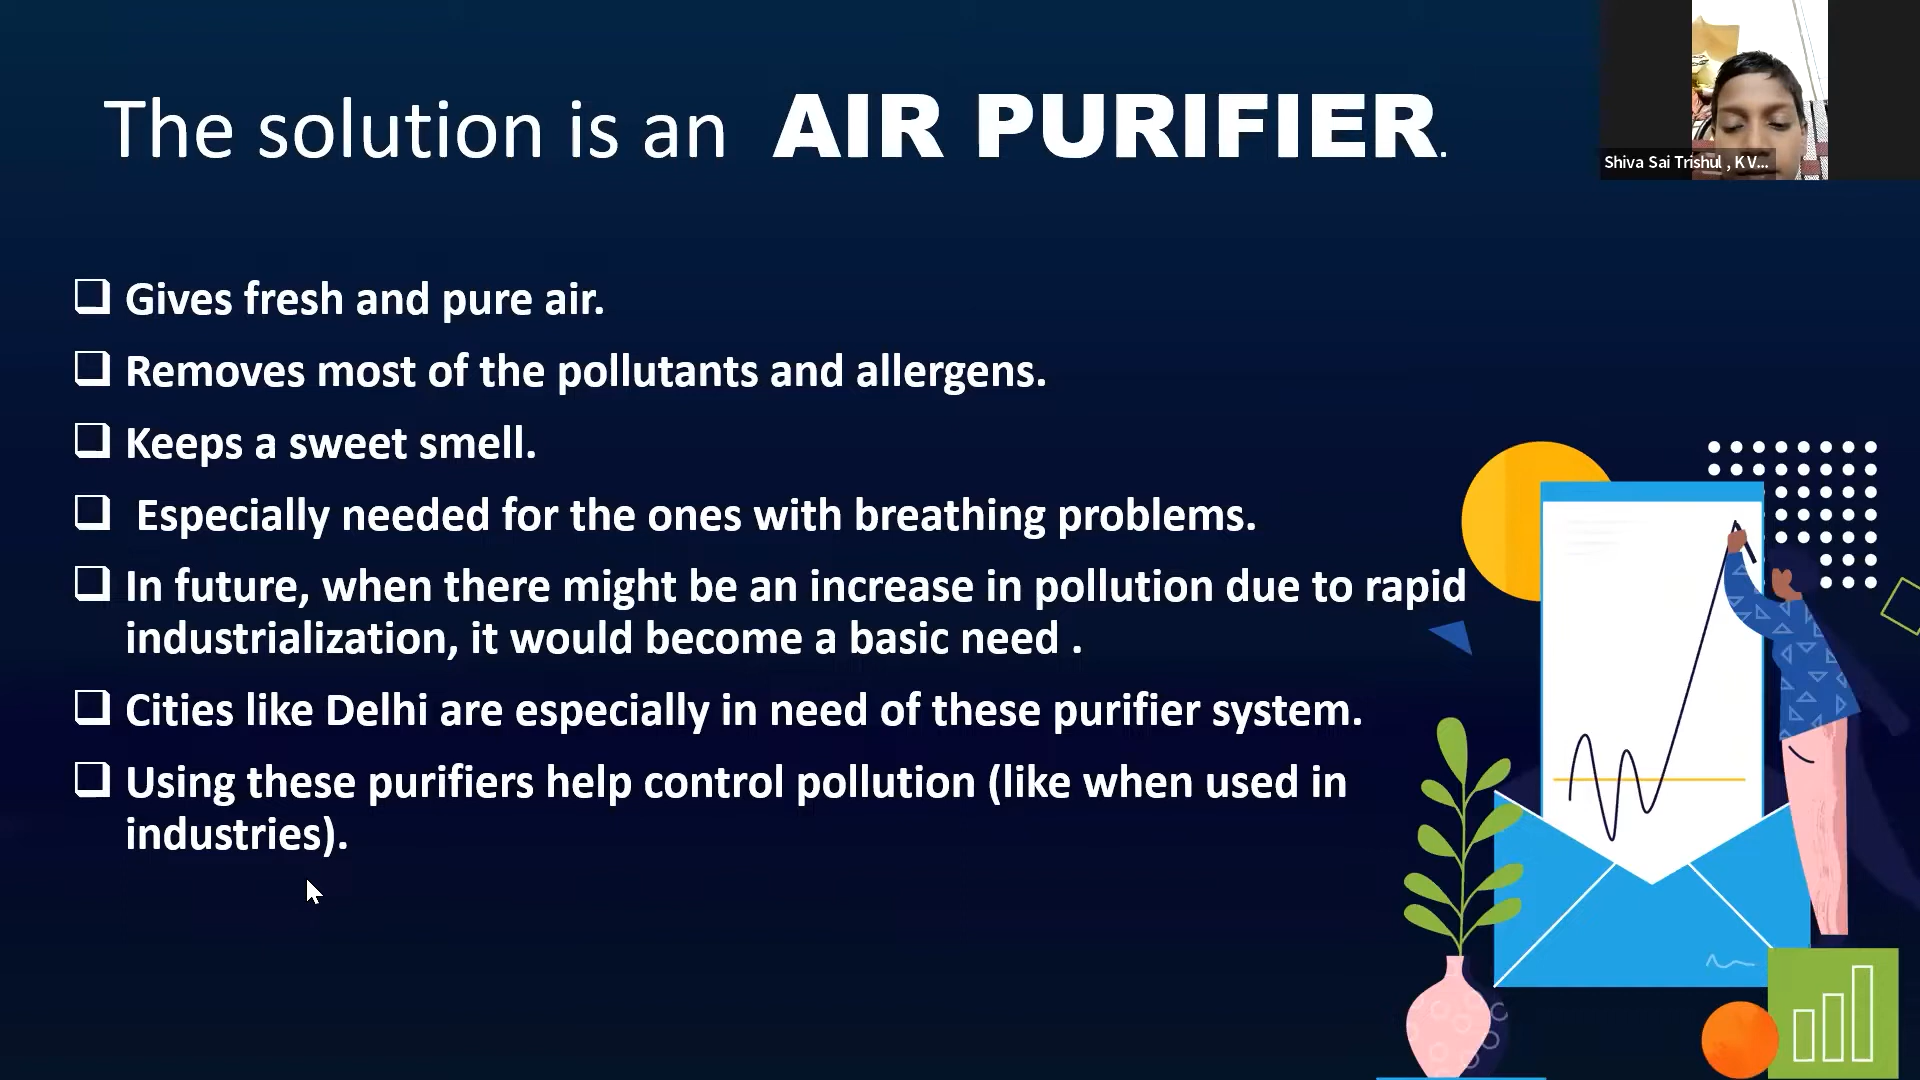 The solution is an AIR PURIFIER.
Shiva Sai Trishul , K V...
Gives fresh and pure air.
Removes most of the pollutants and allergens.
Keeps a sweet smell.
Especially needed for the ones with breathing problems.
In future, when there might be an increase in pollution due to rapid
industrialization, it would become a basic need .
Cities like Delhi are especially in need of these purifier system.
Using these purifiers help control pollution (like when used in
industries).